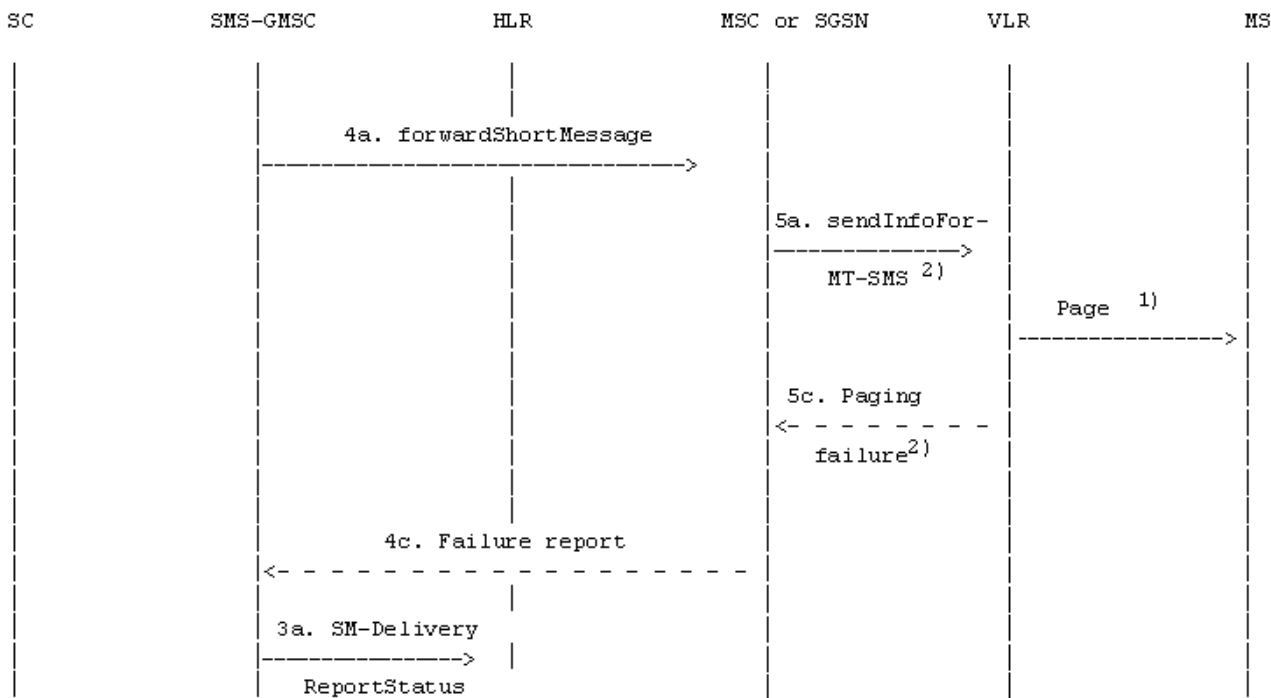 SC SMS-GMSC HLR MSC or SGSN VLR MS
4a. forwardShortMessage
5a. sendInfoFor-
MT-SMS 2)
Page 1)
5c. Paging
failure2)
4c. Failure report
3a. SM-Delivery
ReportStatus